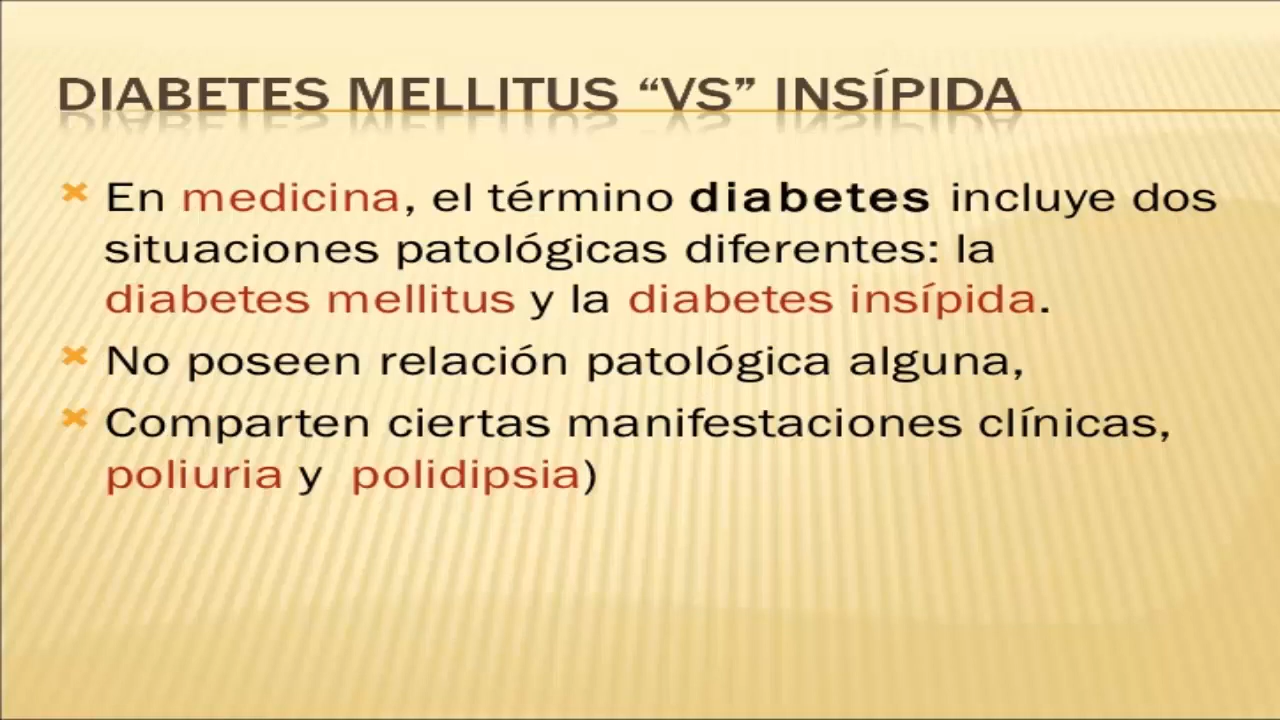 DIABETES MELLITUS “VS” INSÍPIDA
En medicina, el término diabetes incluye dos
situaciones patológicas diferentes: la
diabetes mellitus y la diabetes insípida.
No poseen relación patológica alguna,
Comparten ciertas manifestaciones clínicas,
poliuria y polidipsia)